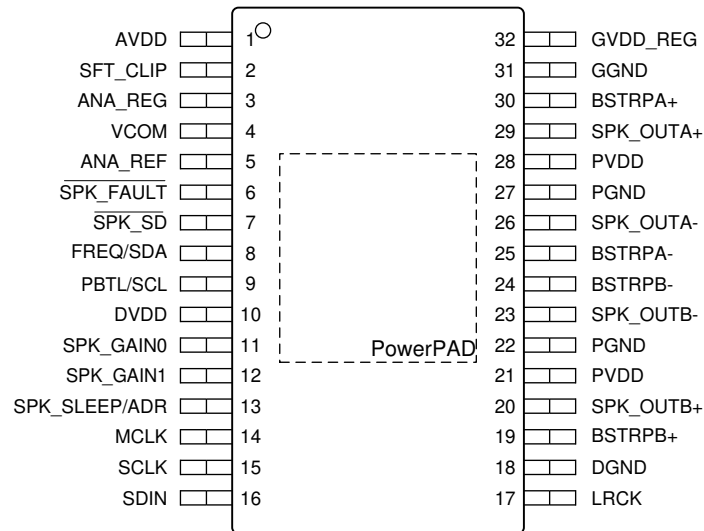 AVDD 1 32 GVDD_REG
SFT_CLIP 2 31 GGND
ANA_REG 3 30 BSTRPA+
VCOM 4 29 SPK_OUTA+
ANA_REF 5 28 PVDD
SPK_FAULT 6 27 PGND
SPK_SD 7 26 SPK_OUTA-
FREQ/SDA 8 25 BSTRPA-
PBTL/SCL 9 24 BSTRPB-
DVDD 10 23 SPK_OUTB-
SPK_GAIN0 11 PowerPAD 22 PGND
SPK_GAIN1 12 21 PVDD
SPK_SLEEP/ADR 13 20 SPK_OUTB+
MCLK 14 19 BSTRPB+
SCLK 15 18 DGND
SDIN 16 17 LRCK